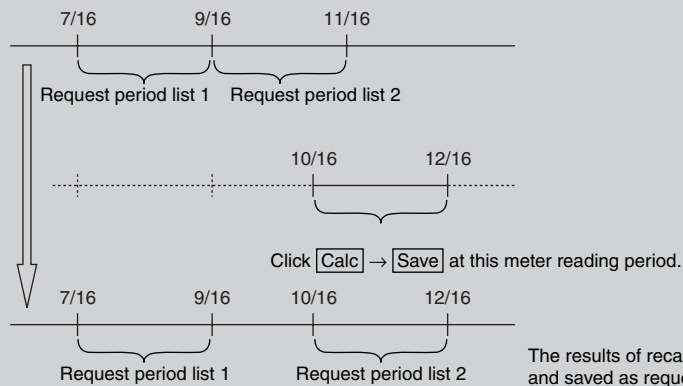 7/16 9/16 11/16
Request period list 1 Request period list 2
10/16 12/16
Click Calc → Save at this meter reading period.
7/16 9/16 10/16 12/16
Request period list 1 Request period list 2
The results of
and saved as